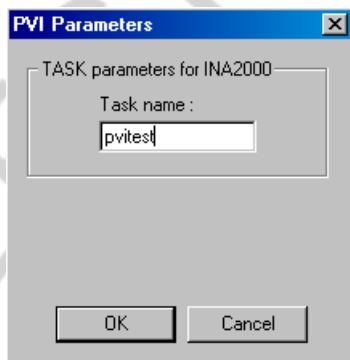 PVI Parameters
TASK parameters for INA2000
Task name :
pvitest
OK
Cancel